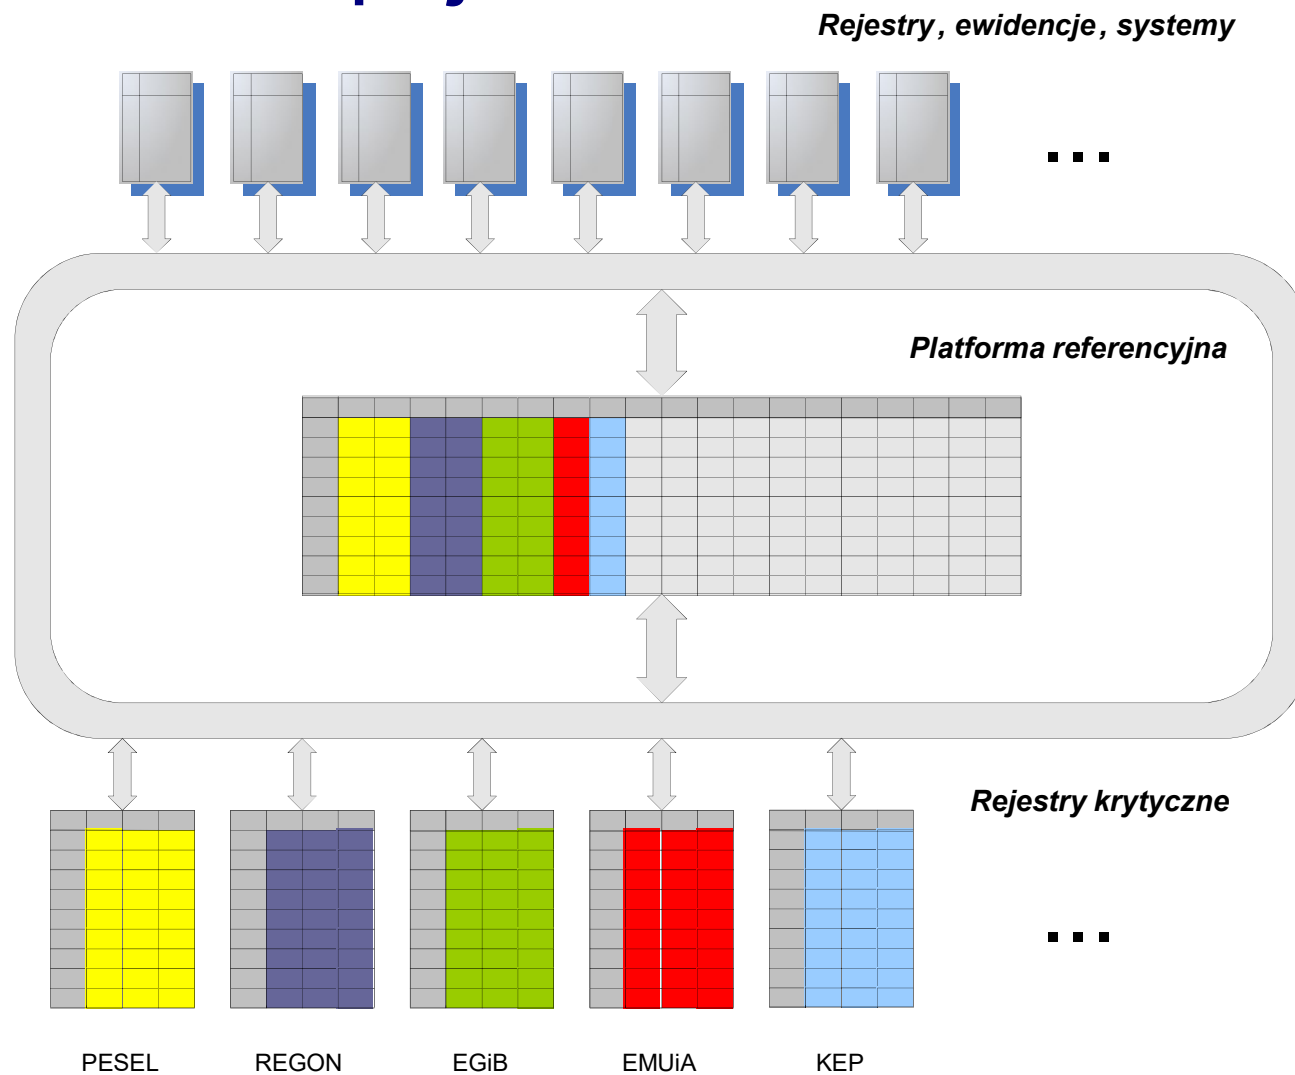 Rejestry, ewidencje, systemy
...
Platforma referencyjna
Rejestry krytyczne
...
PESEL REGON EGiB EMUiA KEP